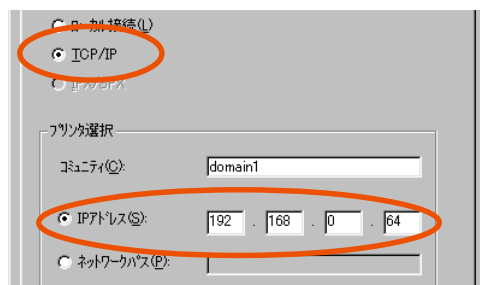 ローカル接続(L)
TCP/IP
IPX/SPX
プリンタ選択
コミュニティ(C):
domain1
IPアドレス(S):
192 . 168 . 0 . 64
ネットワークパス(P):